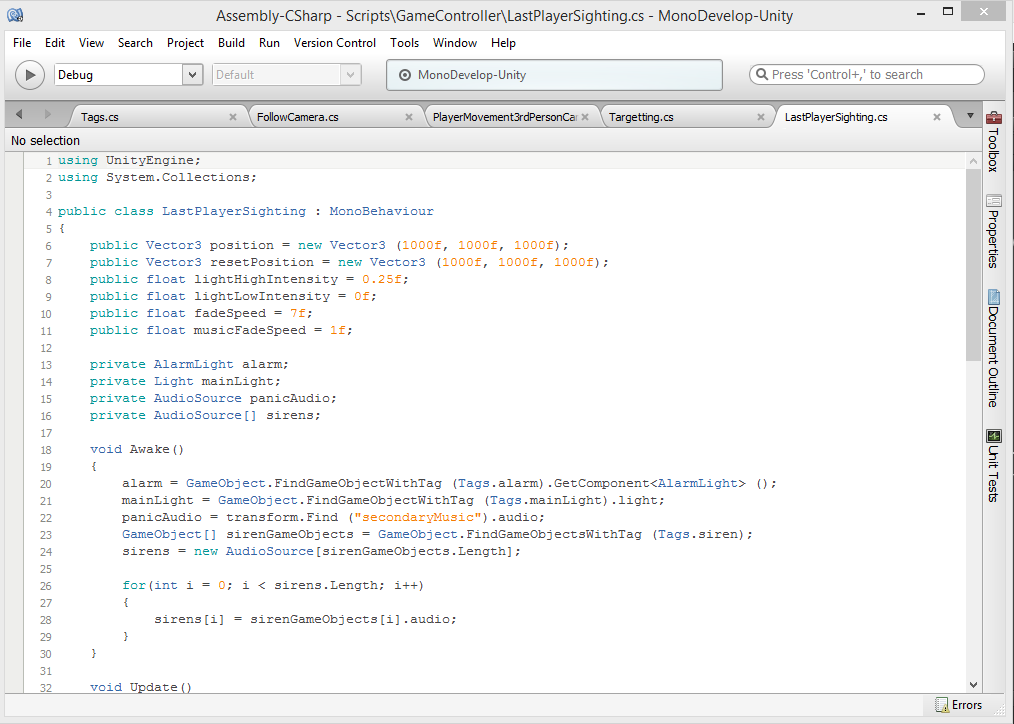 Assembly-CSharp - Scripts\GameController\LastPlayerSighting.cs - MonoDevelop-Unity
File Edit View Search Project Build Run Version Control Tools Window Help
Debug Default MonoDevelop-Unity Press 'Control+,' to search
Tags.cs FollowCamera.cs PlayerMovement3rdPersonCa Targetting.cs LastPlayerSighting.cs
No selection
1 using UnityEngine;
2 using System.Collections;
3
4 public class LastPlayerSighting : MonoBehaviour
5 {
6     public Vector3 position = new Vector3 (1000f, 1000f, 1000f);
7     public Vector3 resetPosition = new Vector3 (1000f, 1000f, 1000f);
8     public float lightHighIntensity = 0.25f;
9     public float lightLowIntensity = 0f;
10     public float fadeSpeed = 7f;
11     public float musicFadeSpeed = 1f;
12
13     private AlarmLight alarm;
14     private Light mainLight;
15     private AudioSource panicAudio;
16     private AudioSource[] sirens;
17
18     void Awake()
19     {
20         alarm = GameObject.FindGameObjectWithTag (Tags.alarm).GetComponent<AlarmLight> ();
21         mainLight = GameObject.FindGameObjectWithTag (Tags.mainLight).light;
22         panicAudio = transform.Find ("secondaryMusic").audio;
23         GameObject[] sirenGameObjects = GameObject.FindGameObjectsWithTag (Tags.siren);
24         sirens = new AudioSource[sirenGameObjects.Length];
25
26         for(int i = 0; i < sirens.Length; i++)
27         {
28             sirens[i] = sirenGameObjects[i].audio;
29         }
30     }
31
32     void Update()
Toolbox
Properties
Document Outline
Unit Tests
Errors